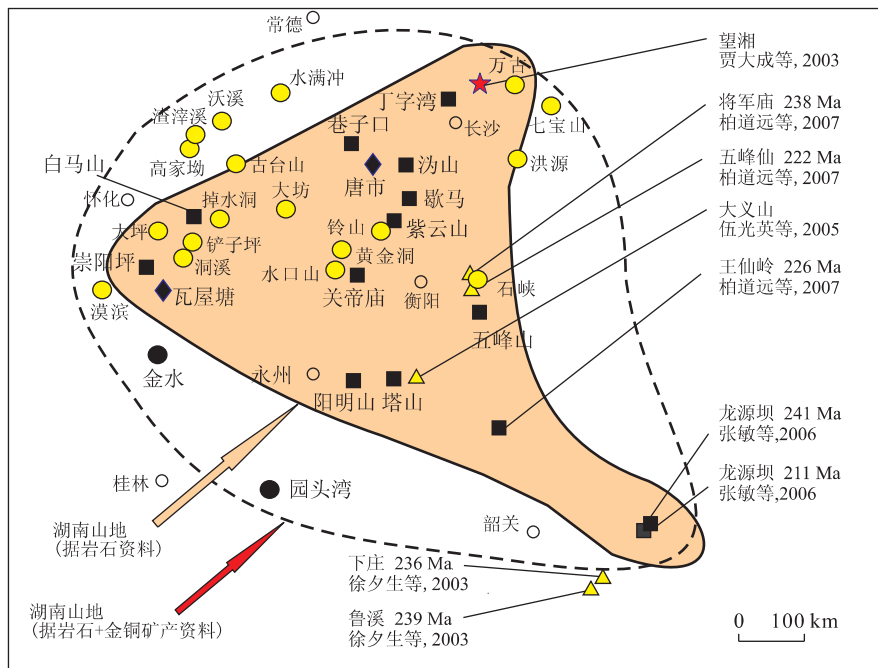 常德
水满冲
沃溪
渣滓溪
高家坳
古台山
白马山
怀化
大坪
掉水洞
大坊
铲子坪
洞溪
崇阳坪
漠滨
瓦屋塘
金水
丁字湾
万古
巷子口
长沙
七宝山
沩山
洪源
唐市
歇马
铃山
紫云山
黄金洞
水口山
关帝庙
衡阳
石峡
五峰山
永州
阳明山
塔山
桂林
园头湾
韶关
望湘
贾大成等, 2003
将军庙 238 Ma
柏道远等, 2007
五峰仙 222 Ma
柏道远等, 2007
大义山
伍光英等, 2005
王仙岭 226 Ma
柏道远等, 2007
龙源坝 241 Ma
张敏等,2006
龙源坝 211 Ma
张敏等,2006
湖南山地
(据岩石资料)
湖南山地
(据岩石+金铜矿产资料)
下庄 236 Ma
徐夕生等, 2003
鲁溪 239 Ma
徐夕生等, 2003
0 100 km